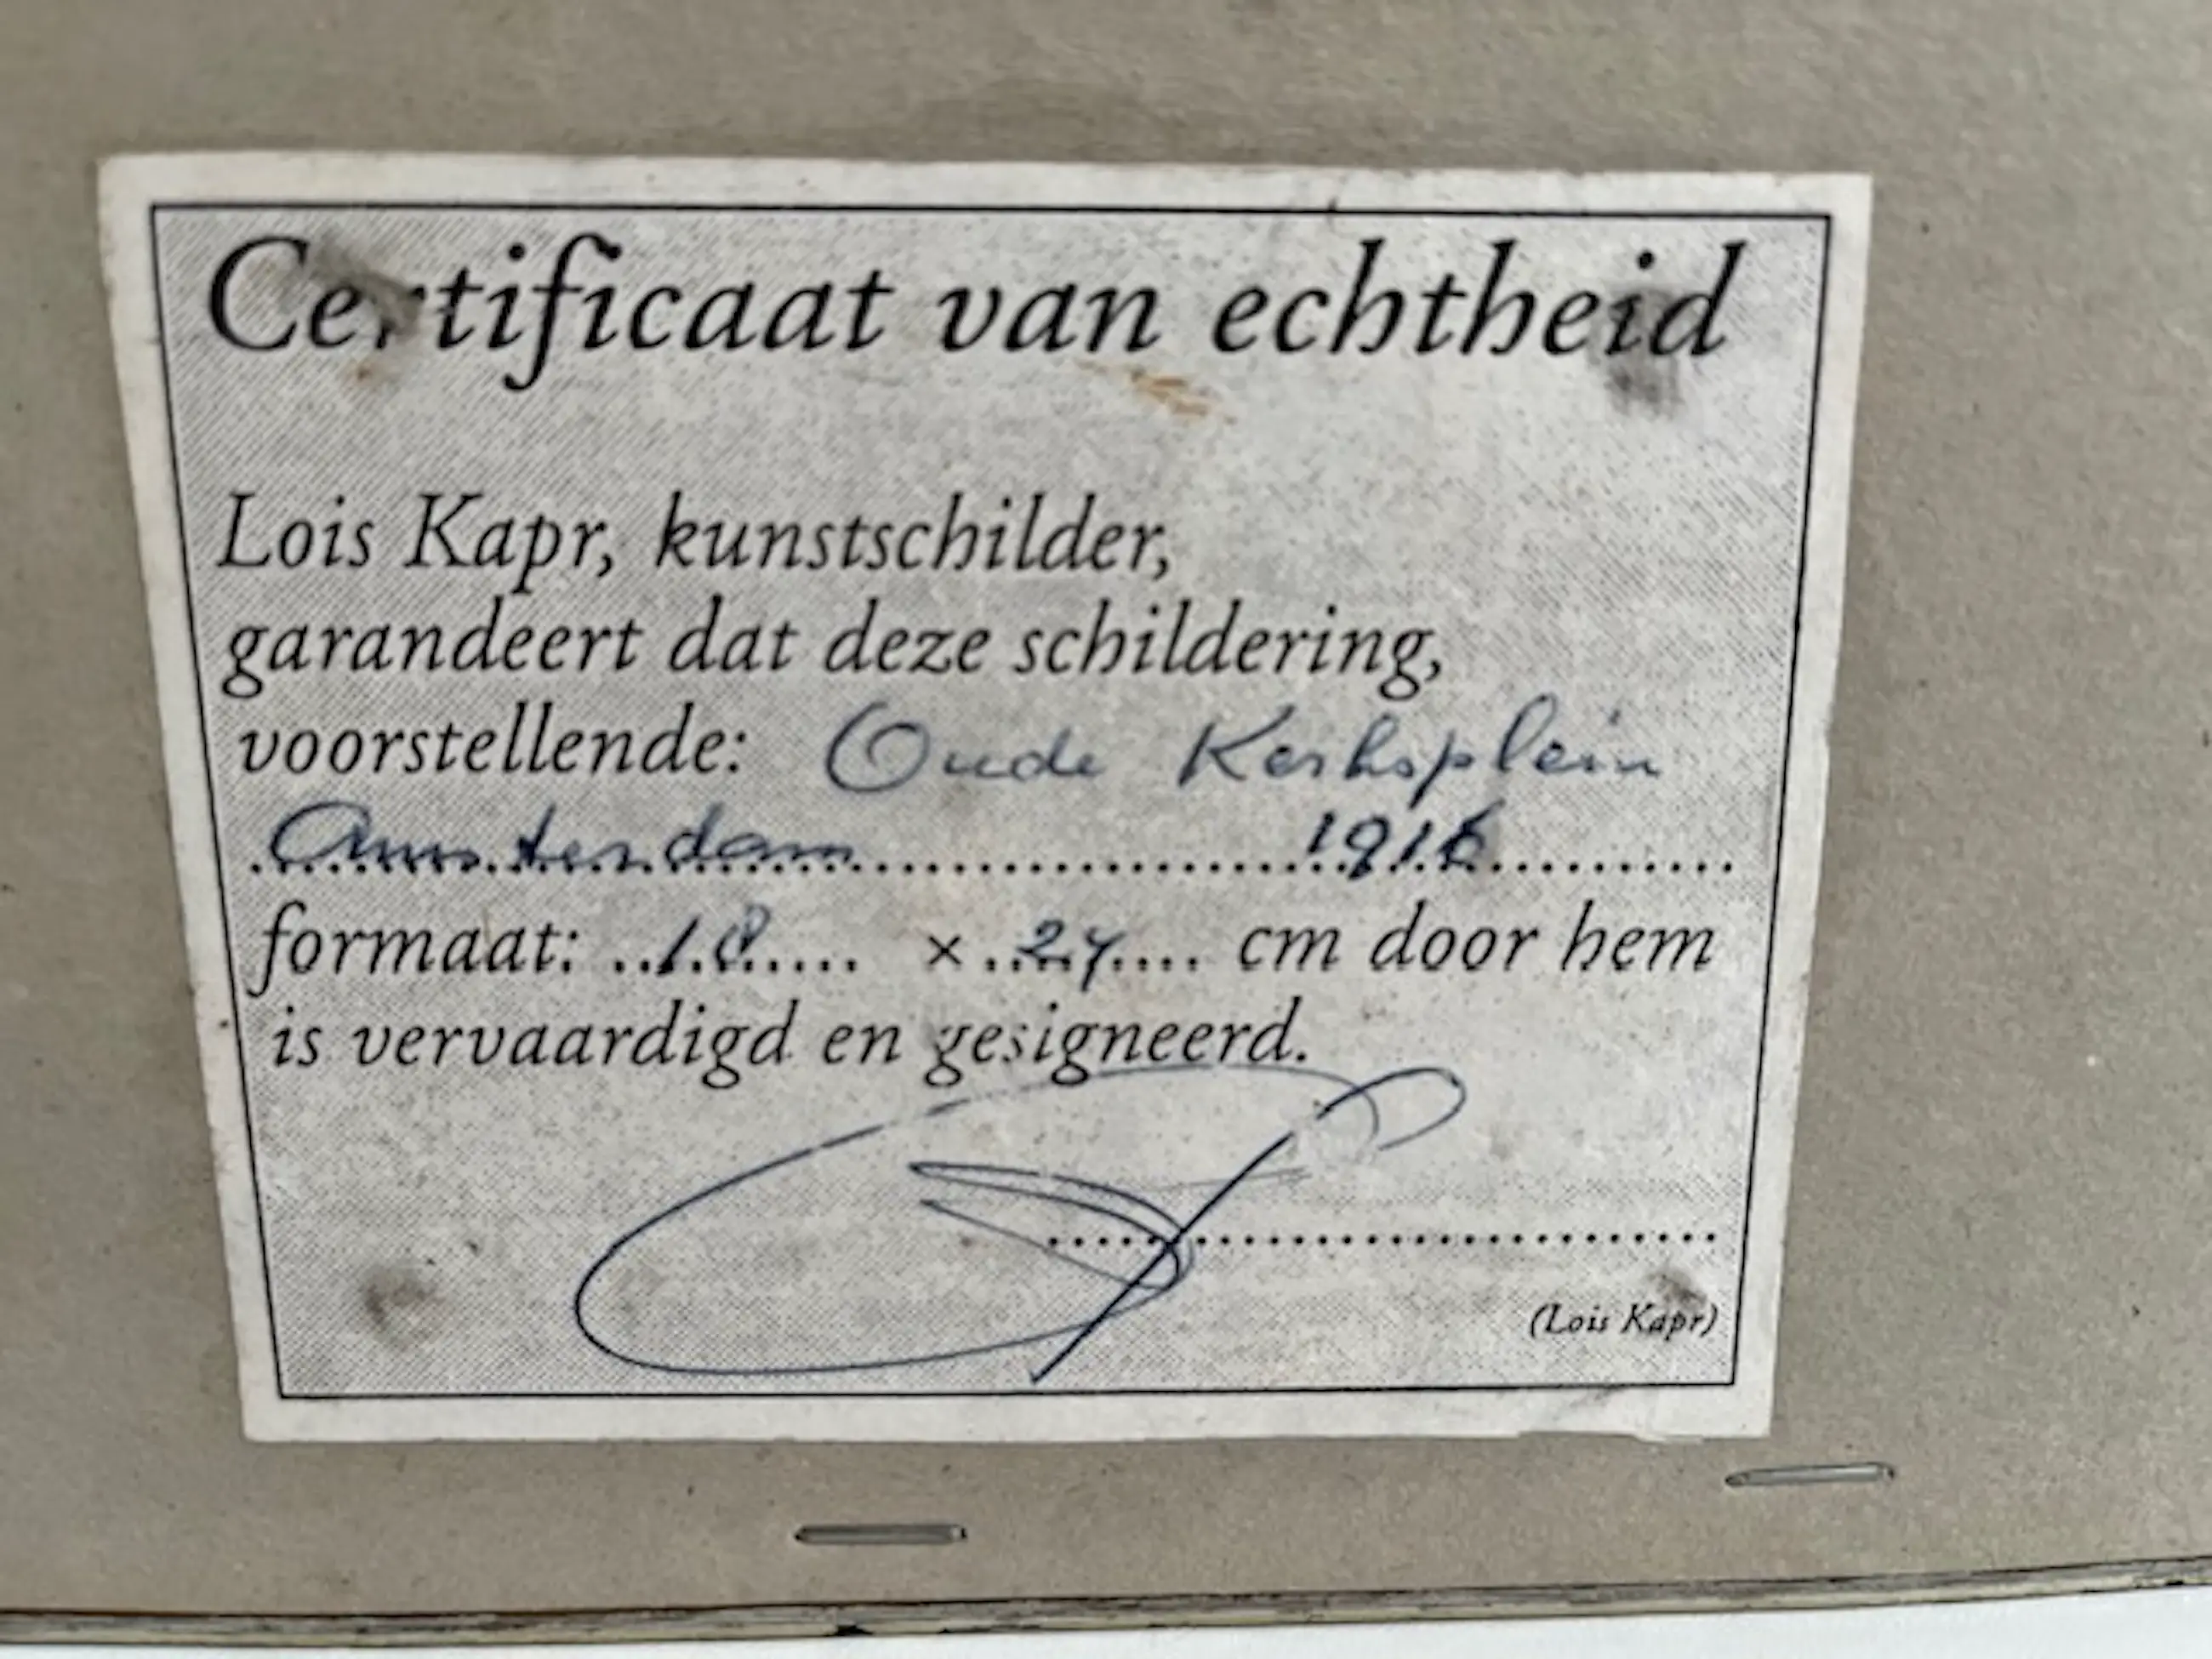 Certificaat van echtheid
Lois Kapr, kunstschilder,
garandeert dat deze schildering,
voorstellende: Oude Kerksplein
Amsterdam 1916
formaat: 18 x 24 cm door hem
is vervaardigd en gesigneerd.
(Lois Kapr)